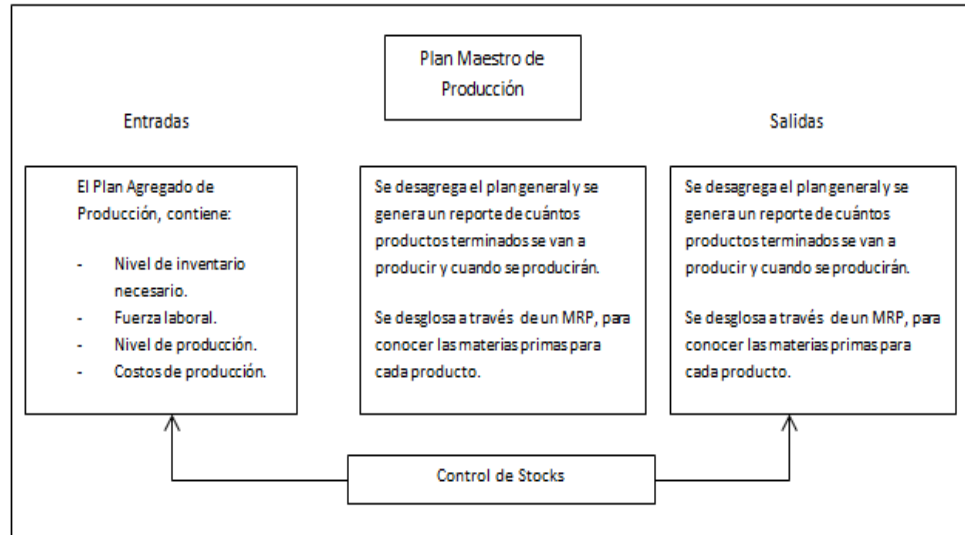 Plan Maestro de
Producción
Entradas
Salidas
El Plan Agregado de
Producción, contiene:
- Nivel de inventario
necesario.
- Fuerza laboral.
- Nivel de producción.
- Costos de producción.
Se desagrega el plan general y se
genera un reporte de cuántos
productos terminados se van a
producir y cuando se producirán.
Se desglosa a través de un MRP, para
conocer las materias primas para
cada producto.
Se desagrega el plan general y se
genera un reporte de cuántos
productos terminados se van a
producir y cuando se producirán.
Se desglosa a través de un MRP, para
conocer las materias primas para
cada producto.
Control de Stocks